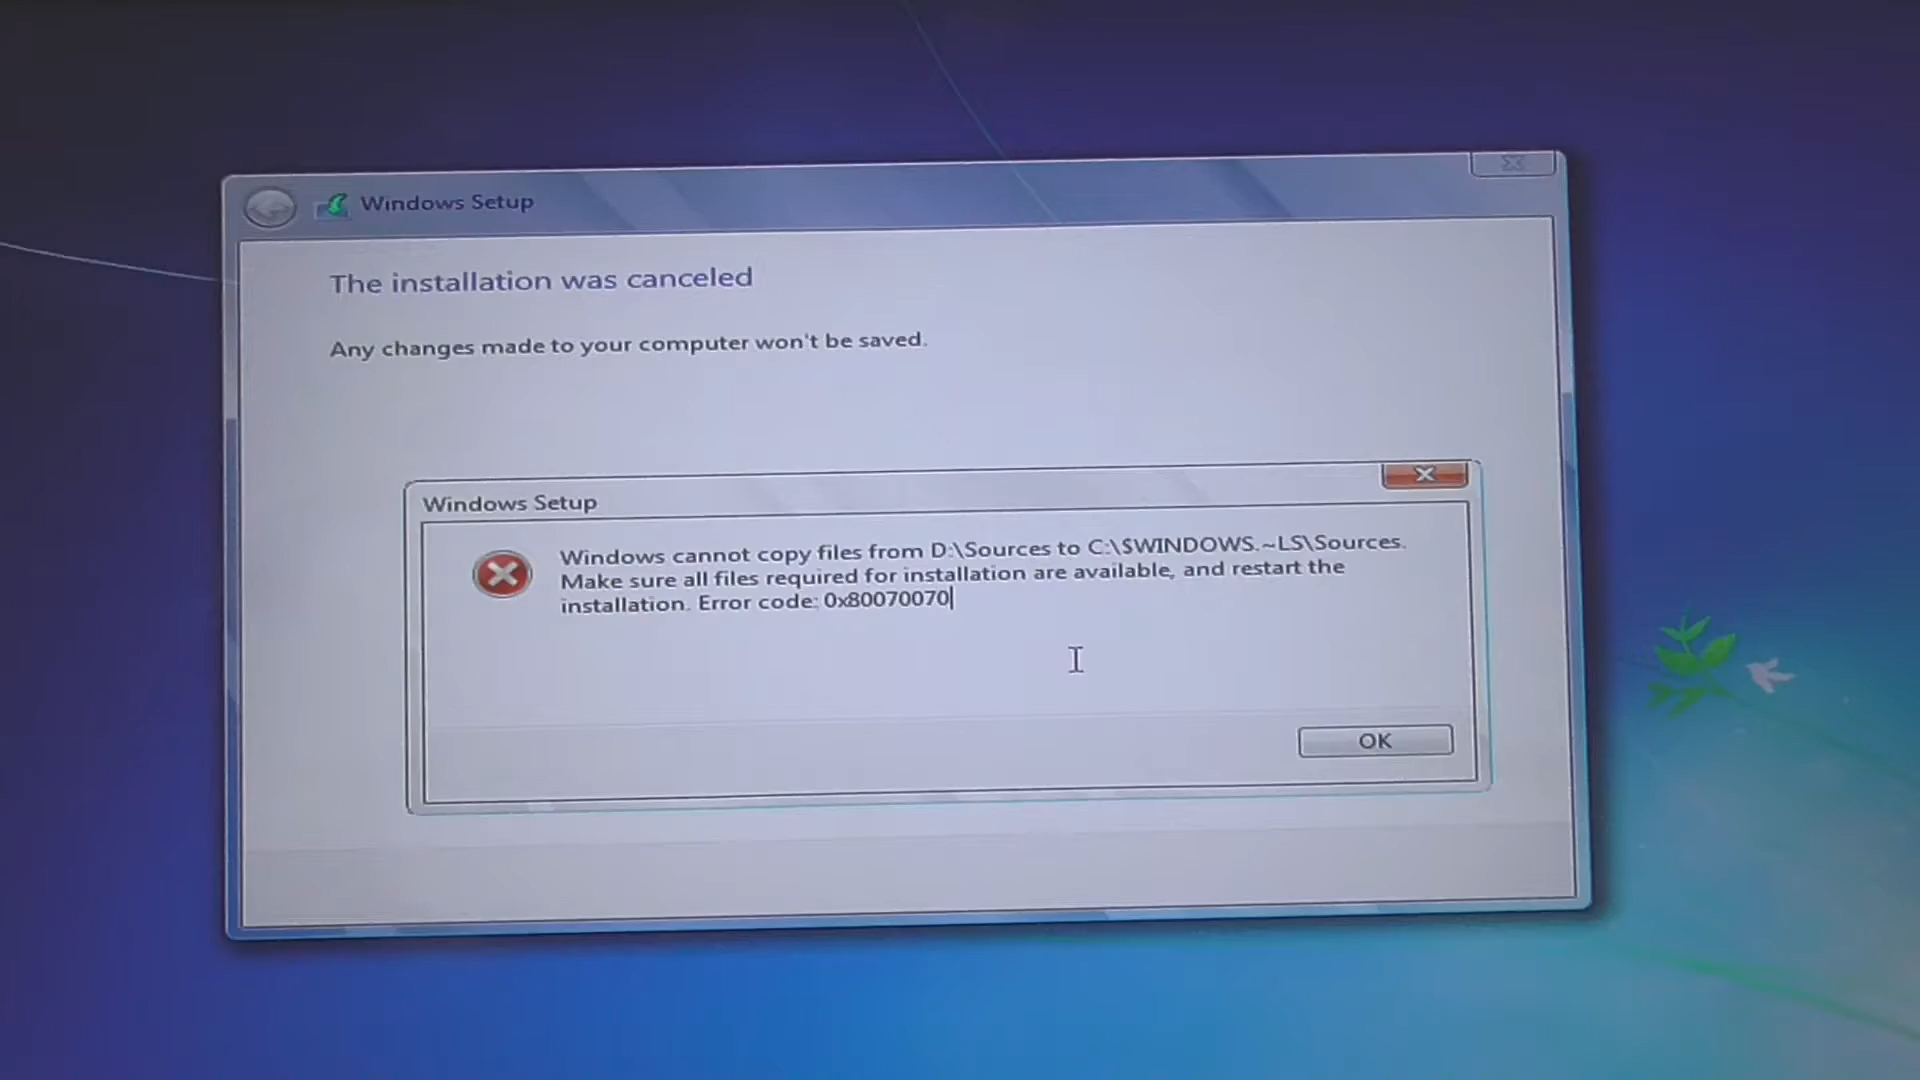 Windows Setup
The installation was canceled
Any changes made to your computer won't be saved.
Windows Setup
Windows cannot copy files from D:\Sources to C:\$WINDOWS.~LS\Sources.
Make sure all files required for installation are available, and restart the
installation. Error code: 0x80070070
OK